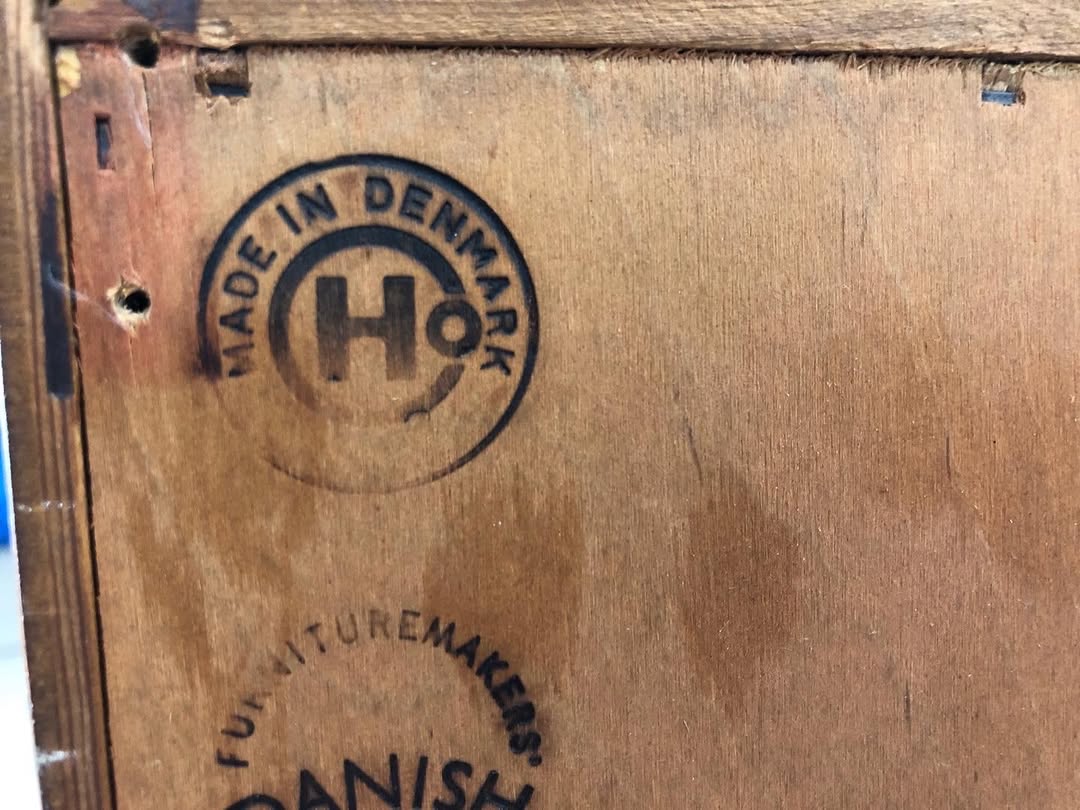 MADE IN DENMARK
Ho
FURNITUREMAKERS'
DANISH